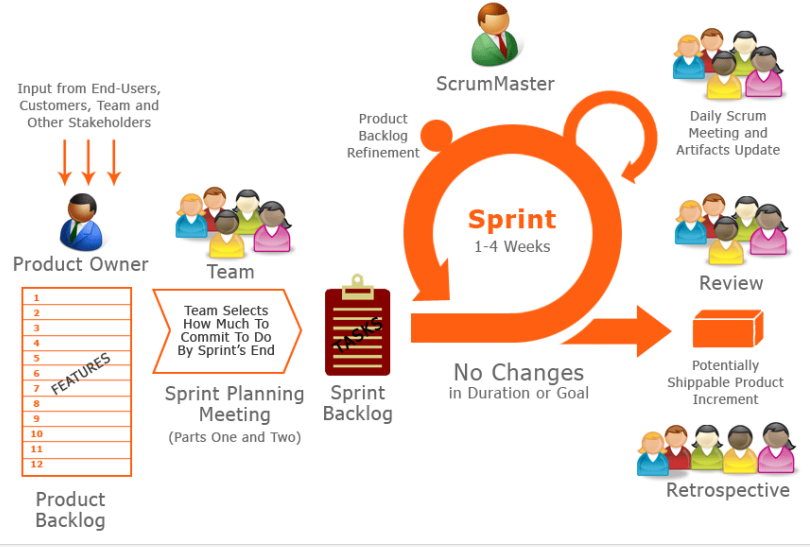 Input from End-Users,
Customers, Team and
Other Stakeholders
Product Owner
1
2
3
4
5
6
7
8
9
10
11
12
FEATURES
Product
Backlog
Team
Team Selects
How Much To
Commit To Do
By Sprint's End
Sprint Planning
Meeting
(Parts One and Two)
TASKS
Sprint
Backlog
ScrumMaster
Product
Backlog
Refinement
Sprint
1-4 Weeks
No Changes
in Duration or Goal
Daily Scrum
Meeting and
Artifacts Update
Review
Potentially
Shippable Product
Increment
Retrospective